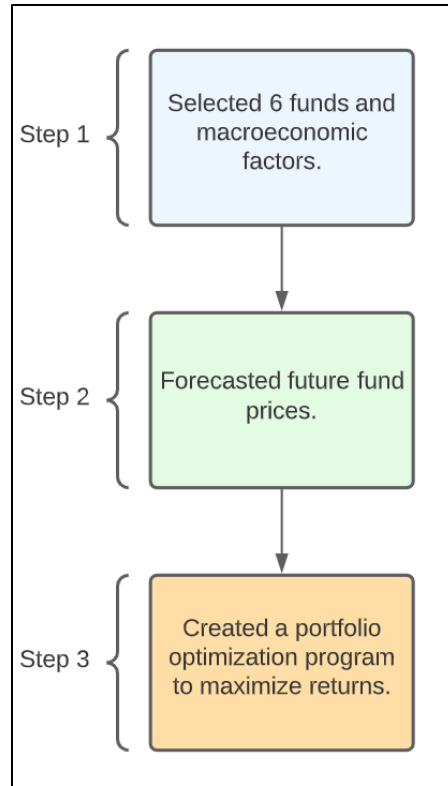 Step 1
Selected 6 funds and
macroeconomic
factors.
Step 2
Forecasted future fund
prices.
Step 3
Created a portfolio
optimization program
to maximize returns.